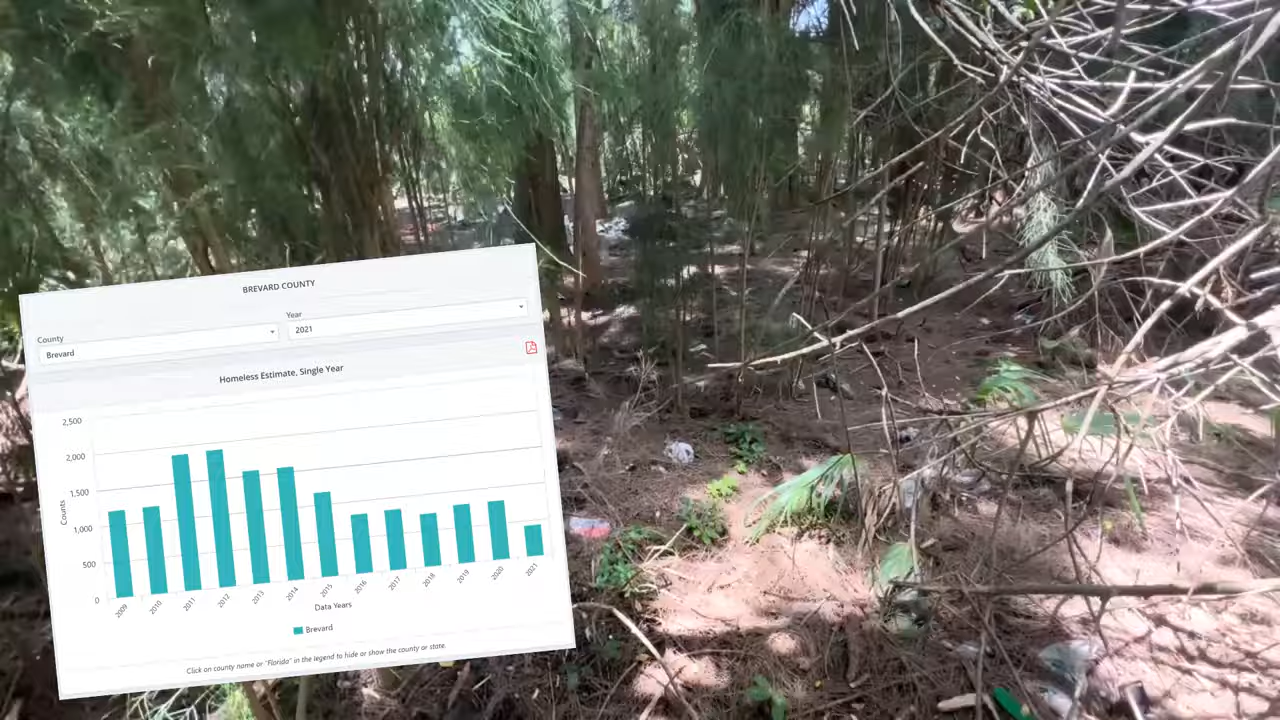 BREVARD COUNTY
County
Year
Brevard
2021
Homeless Estimate, Single Year
2,500
2,000
1,500
1,000
500
0
Counts
2009
2010
2011
2012
2013
2014
2015
2016
2017
2018
2019
2020
2021
Data Years
Brevard
Click on county name or "Florida" in the legend to hide or show the county or state.